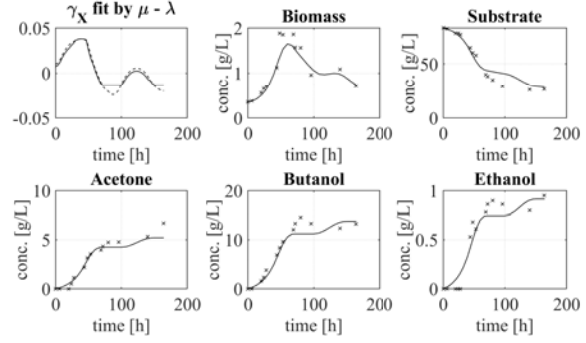 γX fit by μ - λ
0.05
0
-0.05
0 100 200
time [h]
Biomass
conc. [g/L]
2
1
0
0 100 200
time [h]
Substrate
conc. [g/L]
50
0
0 100 200
time [h]
Acetone
conc. [g/L]
10
5
0
0 100 200
time [h]
Butanol
conc. [g/L]
20
10
0
0 100 200
time [h]
Ethanol
conc. [g/L]
1
0.5
0
0 100 200
time [h]